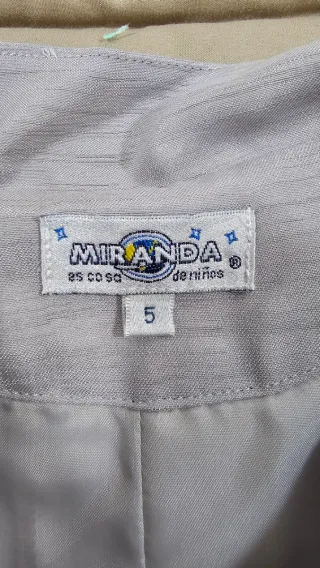 MIRANDA
es cosa de niños ®
5